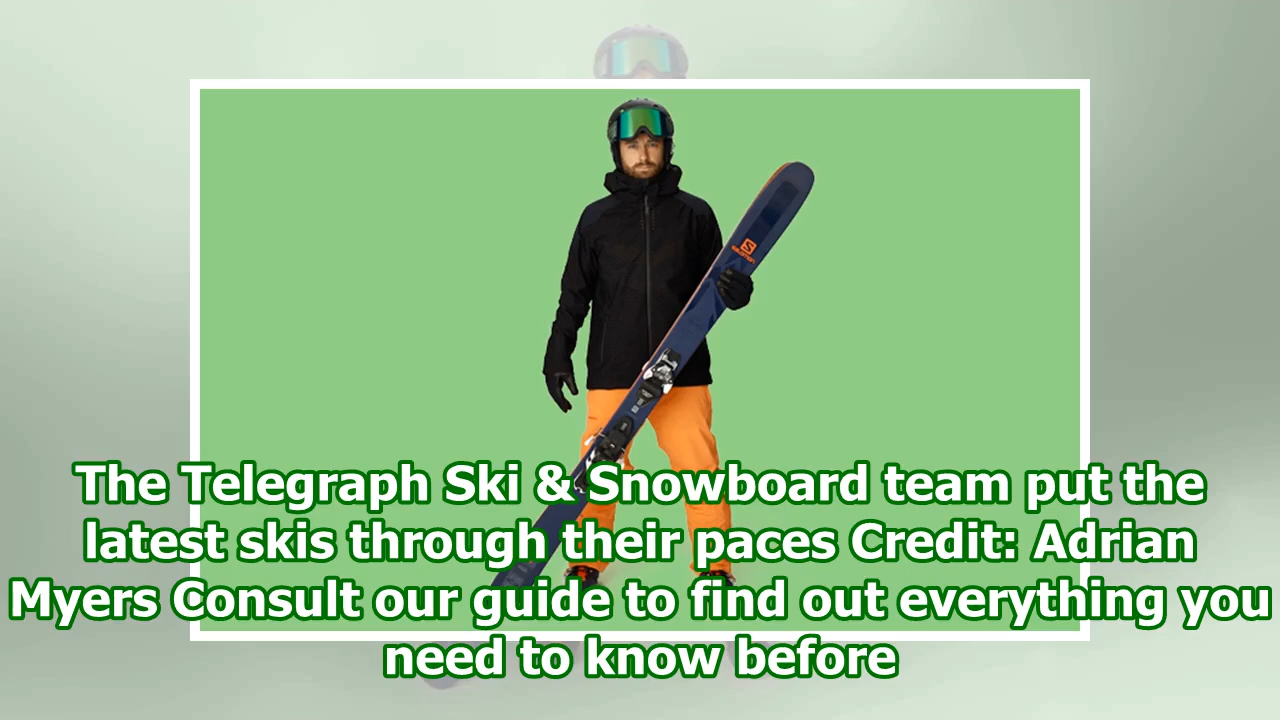 salomon
The Telegraph Ski & Snowboard team put the
latest skis through their paces Credit: Adrian
Myers Consult our guide to find out everything you
need to know before